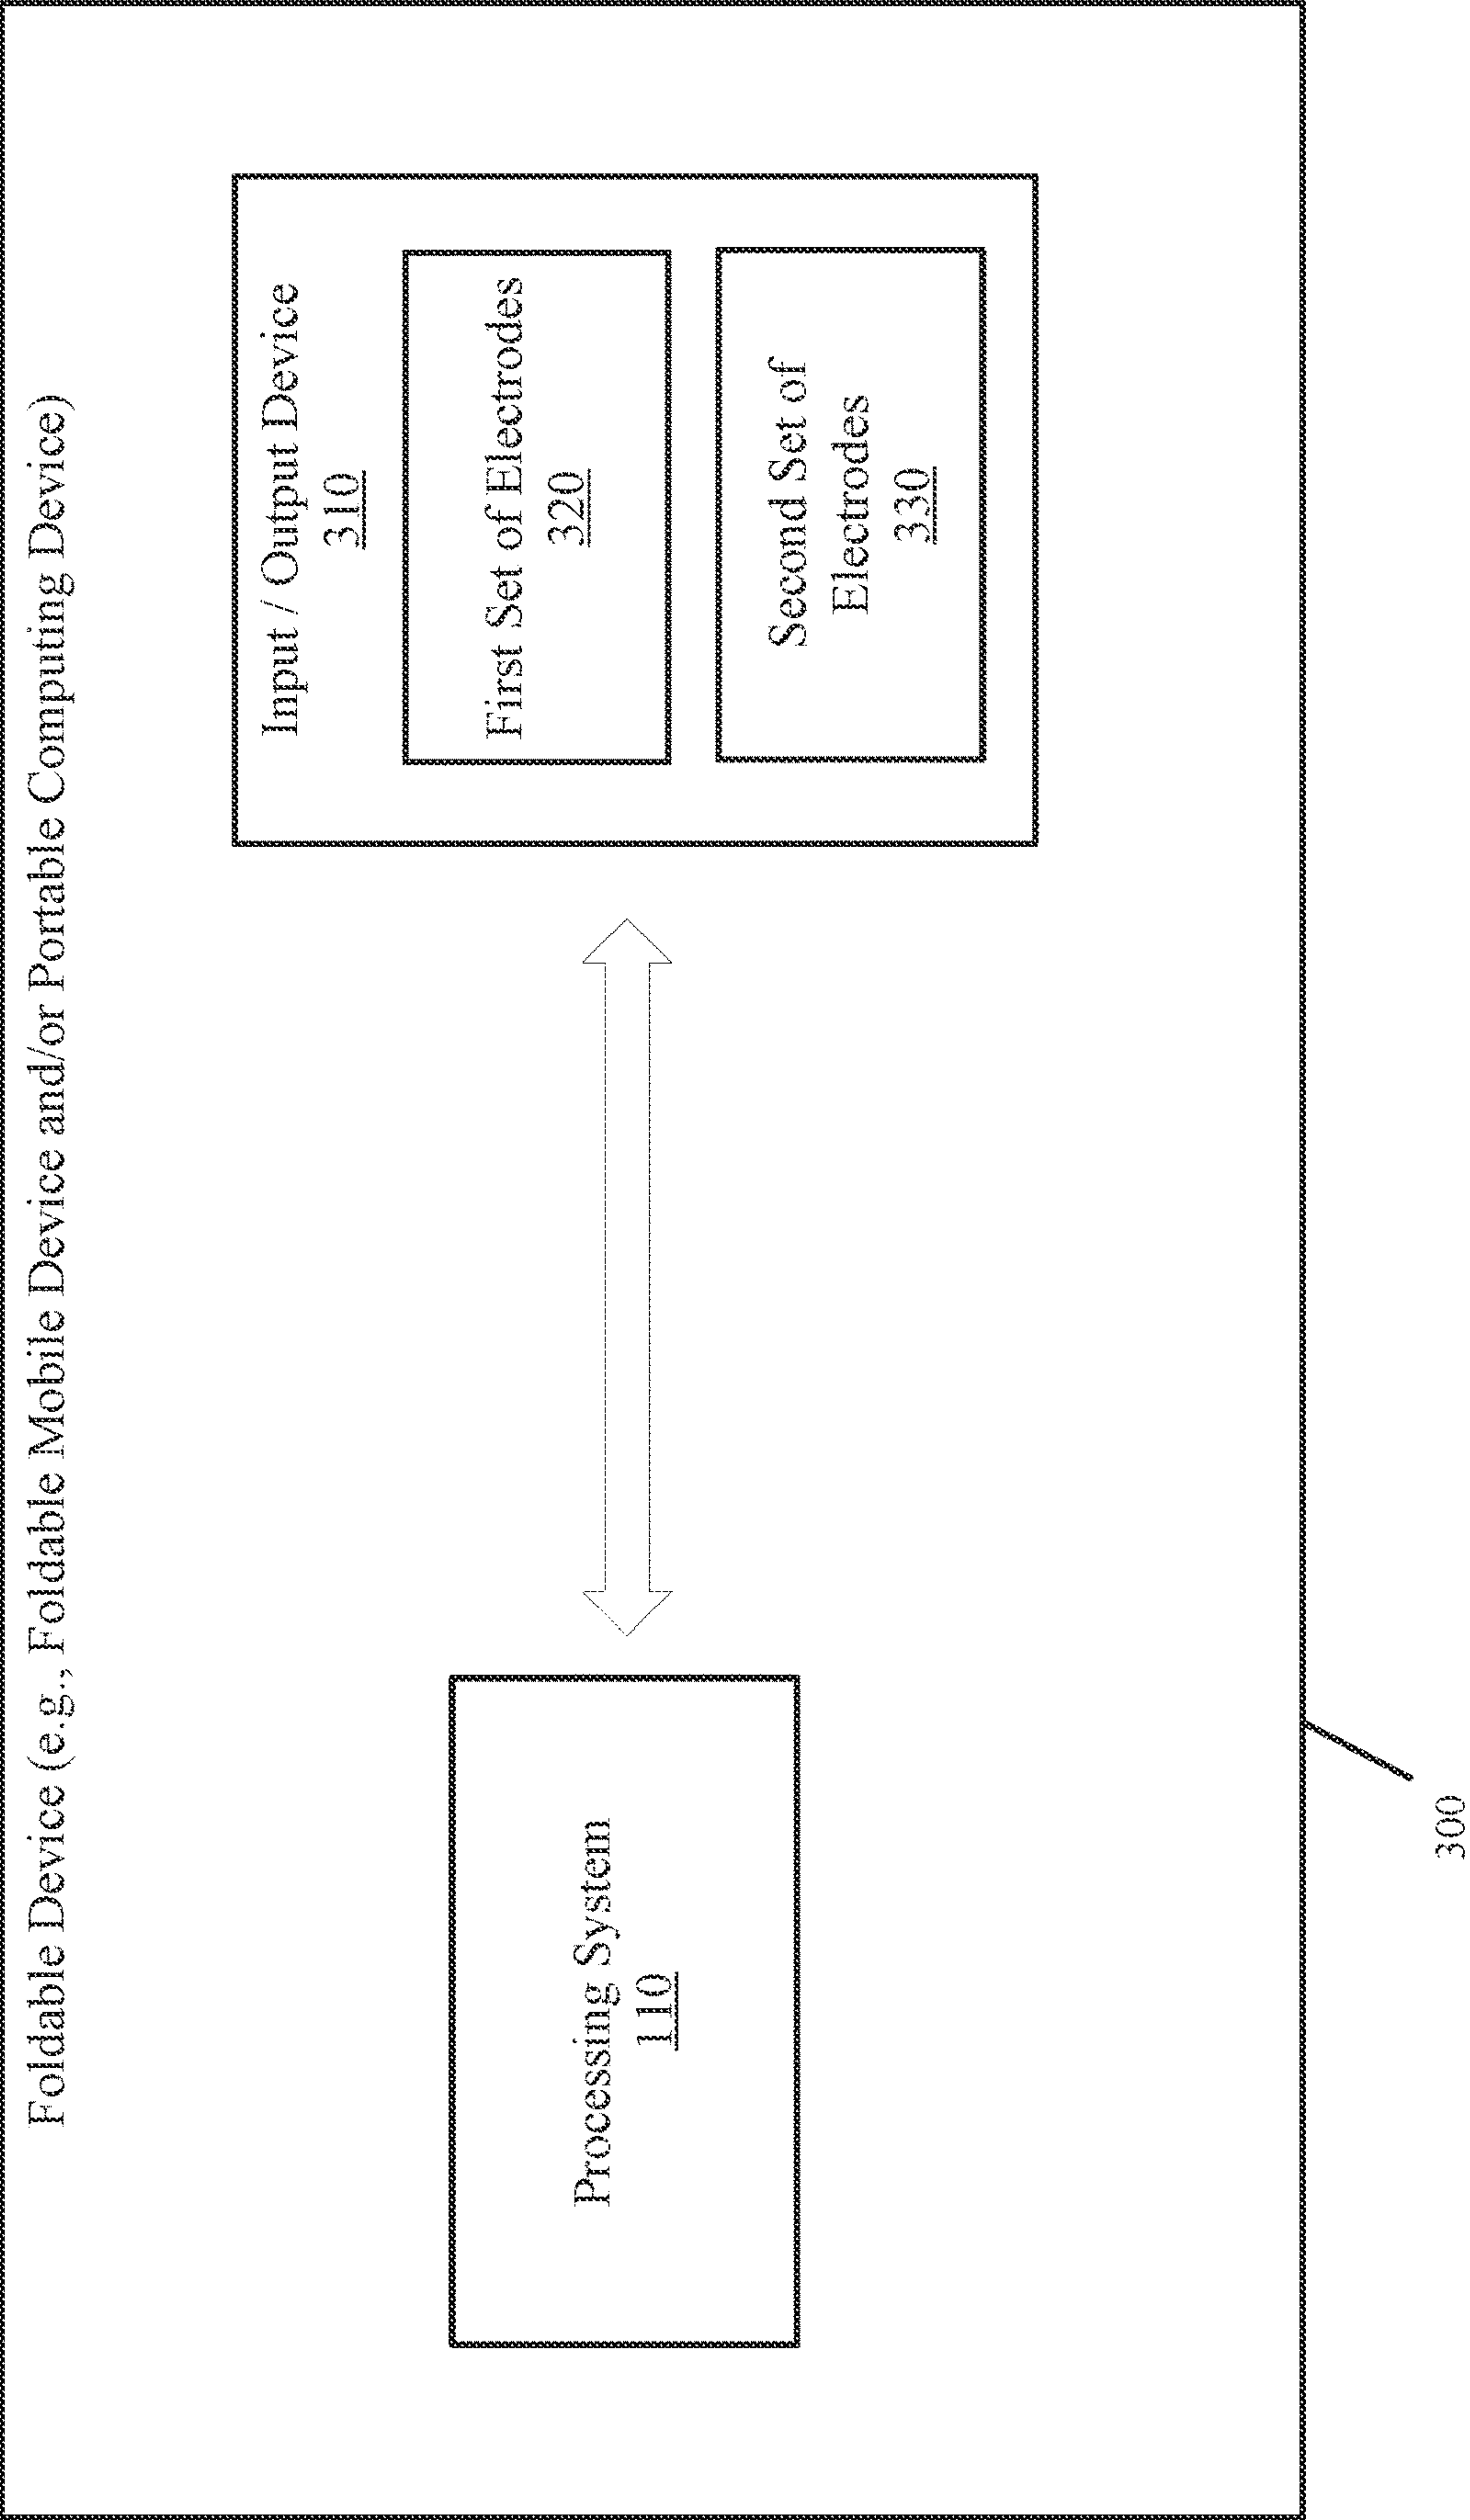 Foldable Device (e.g., Foldable Mobile Device and/or Portable Computing Device)
Processing System
110
Input / Output Device
310
First Set of Electrodes
320
Second Set of
Electrodes
330
300